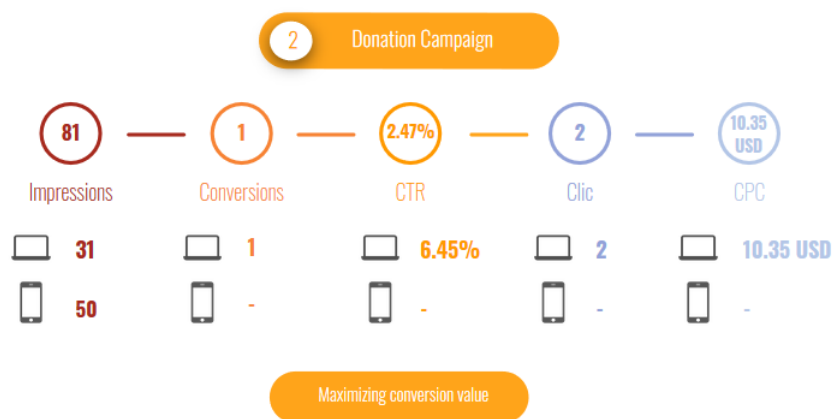 2 Donation Campaign
81 1 2.47% 2 10.35
USD
Impressions Conversions CTR Clic CPC
31 1 6.45% 2 10.35 USD
50 - - - -
Maximizing conversion value